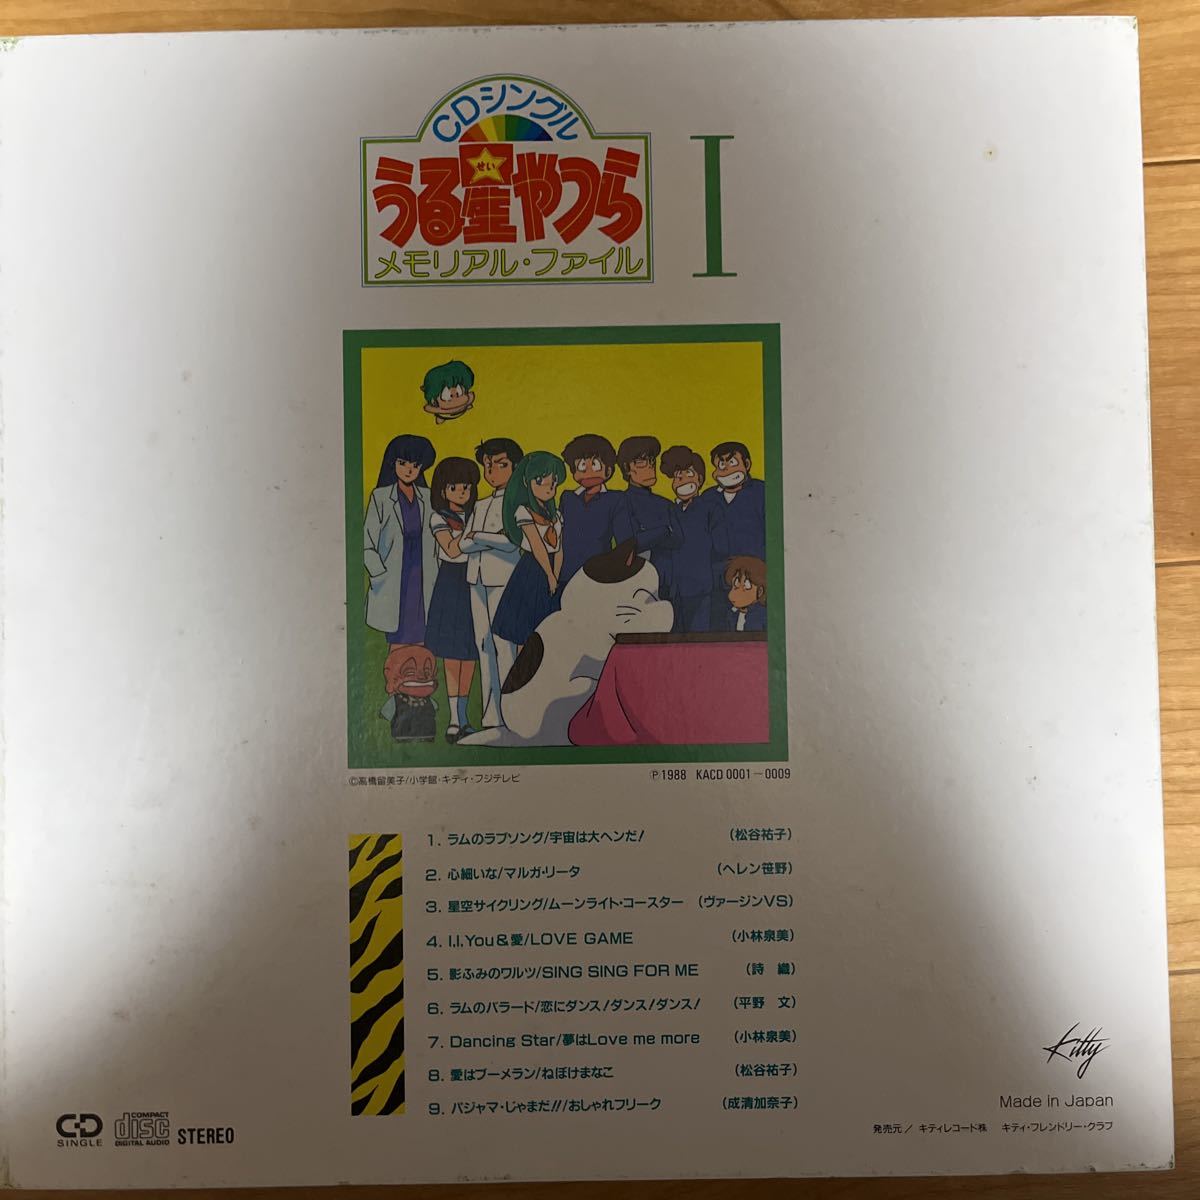 CDシングル
うる星やつら
せい
メモリアル・ファイル
I
©高橋留美子/小学館・キティ・フジテレビ
Ⓟ1988 KACD 0001−0009
1. ラムのラブソング/宇宙は大ヘンだ! (松谷祐子)
2. 心細いな/マルガ・リータ (ヘレン笹野)
3. 星空サイクリング/ムーンライト・コースター (ヴァージンVS)
4. I,I,You&愛/LOVE GAME (小林泉美)
5. 影ふみのワルツ/SING SING FOR ME (詩 織)
6. ラムのバラード/恋にダンス!ダンス!ダンス! (平野 文)
7. Dancing Star/夢はLove me more (小林泉美)
8. 愛はブーメラン/ねぼけまなこ (松谷祐子)
9. パジャマ・じゃまだ!!/おしゃれフリーク (成清加奈子)
Kitty
Made in Japan
発売元/キティレコード株 キティ・フレンドリー・クラブ
CD SINGLE
COMPACT disc DIGITAL AUDIO
STEREO